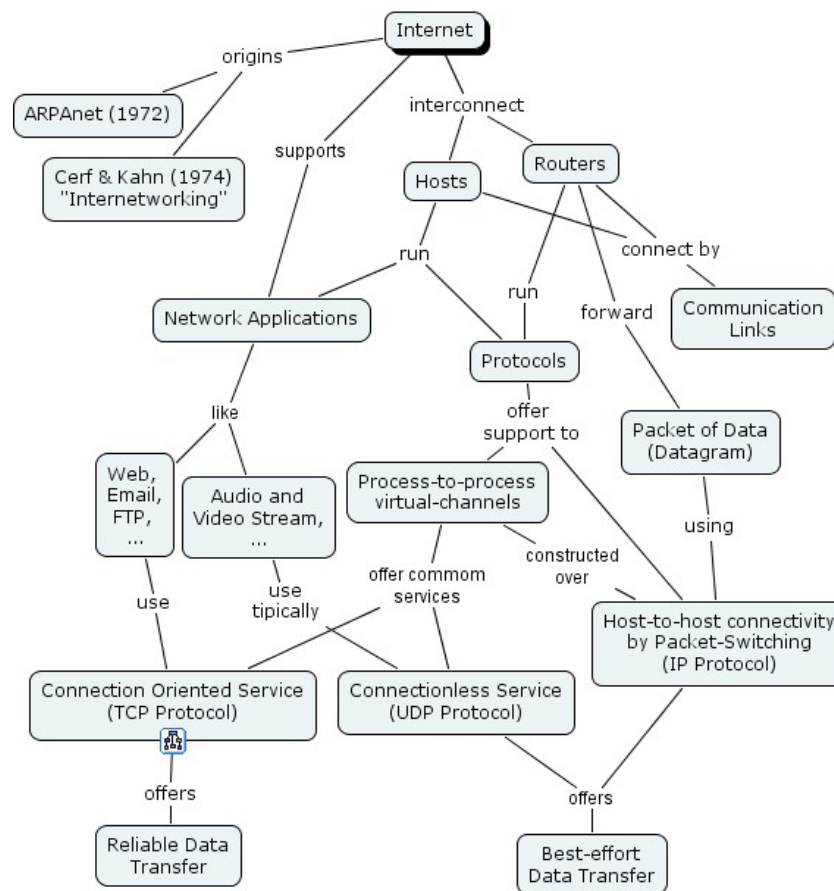 Internet
origins
ARPAnet (1972)
interconnect
supports
Cerf & Kahn (1974)
"Internetworking"
Hosts
Routers
connect by
run
run
forward
Communication
Links
Network Applications
Protocols
like
offer
support to
Packet of Data
(Datagram)
Web,
Email,
FTP,
...
Audio and
Video Stream,
...
Process-to-process
virtual-channels
using
constructed
over
offer commom
services
use
use
tipically
Host-to-host connectivity
by Packet-Switching
(IP Protocol)
Connection Oriented Service
(TCP Protocol)
Connectionless Service
(UDP Protocol)
offers
offers
Reliable Data
Transfer
Best-effort
Data Transfer